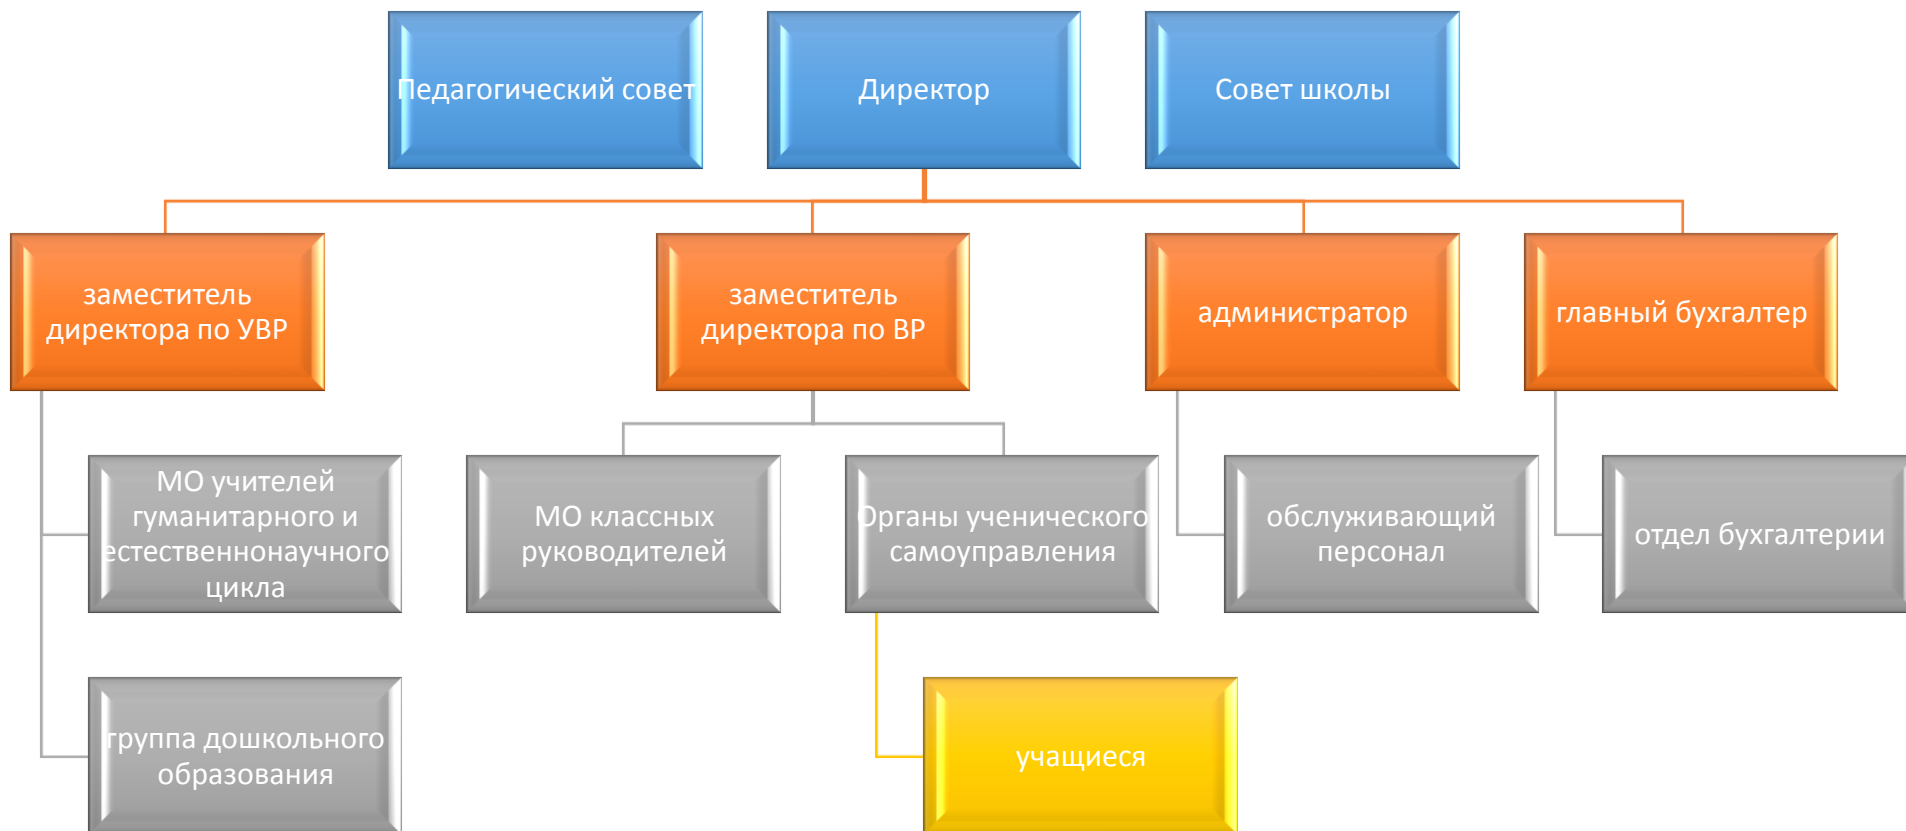 Педагогический совет
Директор
Совет школы
заместитель
директора по УВР
заместитель
директора по ВР
администратор
главный бухгалтер
МО учителей
гуманитарного и
естественнонаучного
цикла
МО классных
руководителей
Органы ученического
самоуправления
обслуживающий
персонал
отдел бухгалтерии
группа дошкольного
образования
учащиеся